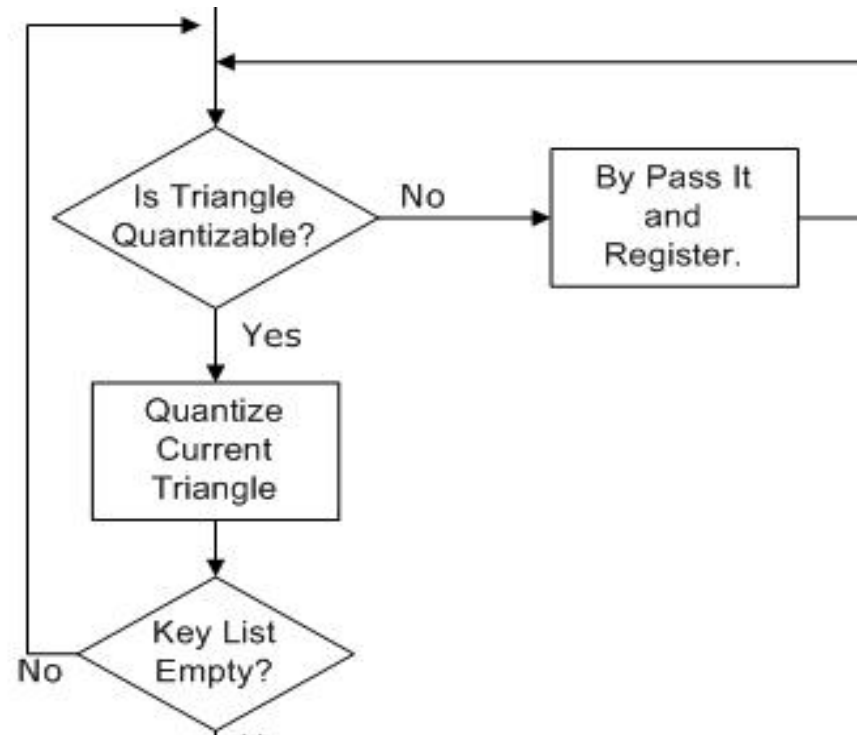 Is Triangle
Quantizable?
No
By Pass It
and
Register.
Yes
Quantize
Current
Triangle
Key List
Empty?
No